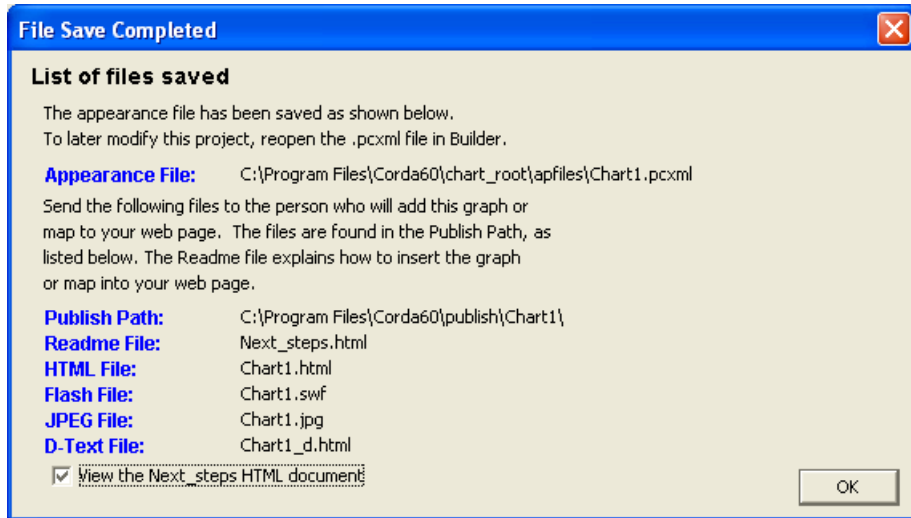 File Save Completed
List of files saved
The appearance file has been saved as shown below.
To later modify this project, reopen the .pcxml file in Builder.
Appearance File: C:\Program Files\Corda60\chart_root\apfiles\Chart1.pcxml
Send the following files to the person who will add this graph or
map to your web page. The files are found in the Publish Path, as
listed below. The Readme file explains how to insert the graph
or map into your web page.
Publish Path: C:\Program Files\Corda60\publish\Chart1\
Readme File: Next_steps.html
HTML File: Chart1.html
Flash File: Chart1.swf
JPEG File: Chart1.jpg
D-Text File: Chart1_d.html
View the Next_steps HTML document
OK